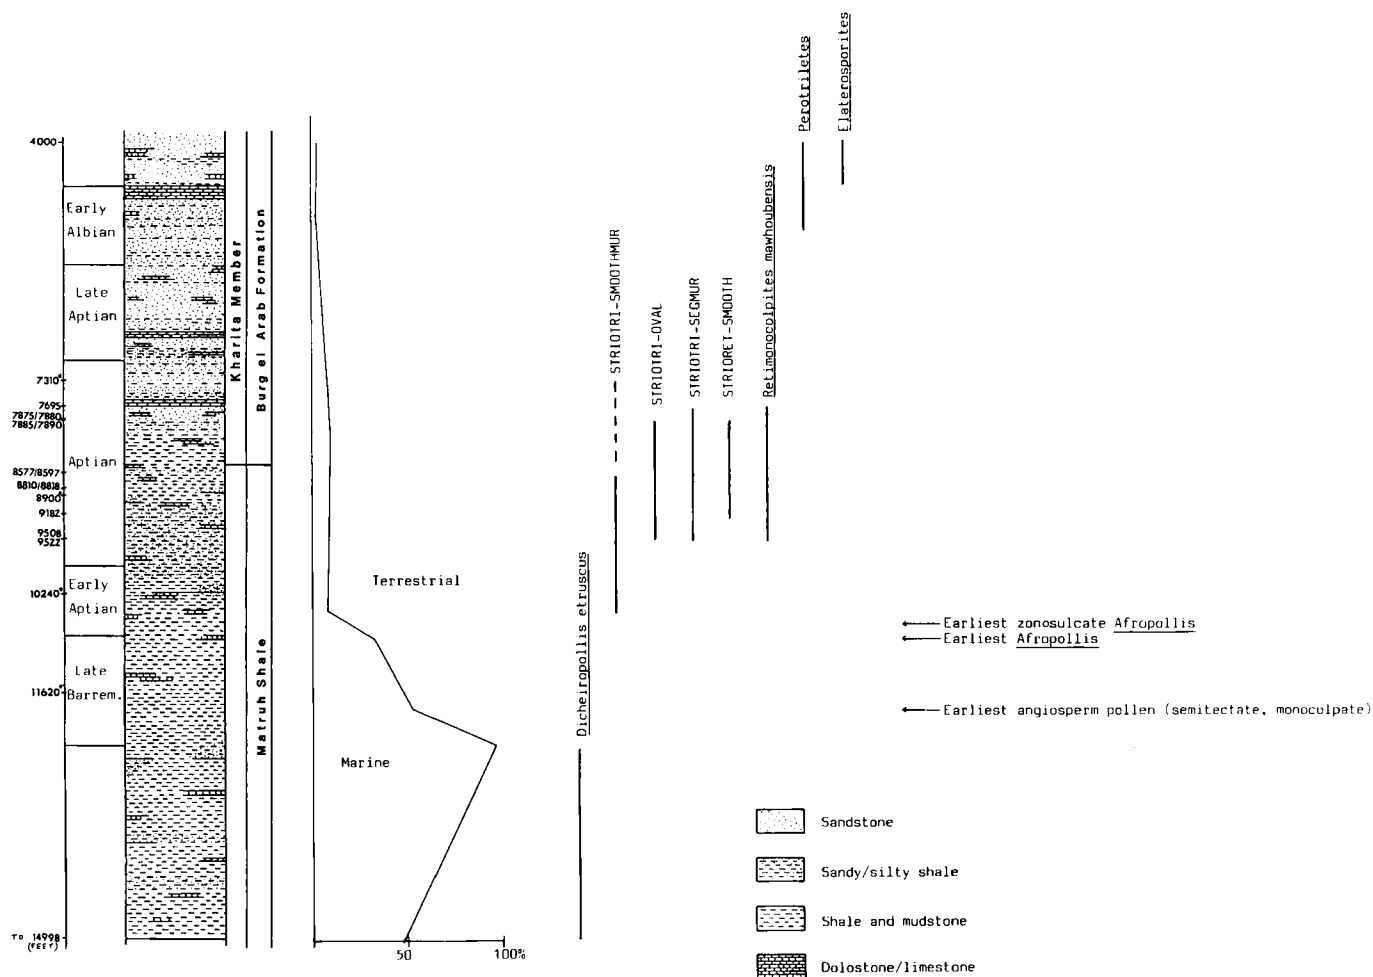 Perotriletes
Elaterosporites
4000
Early
Albian
Late
Aptian
7310
7695
7875/7880
7885/7890
Aptian
8577/8597
8810/8818
8900
9182
9508
9522
Early
Aptian
10240
Late
Barrem.
11620
TD 14998
(FEET)
Kharita Member
Burg el Arab Formation
Matruh Shale
Terrestrial
Marine
50
100%
Dicheiropollis etruscus
STRIOTRI-SMOOTHMUR
STRIOTRI-OVAL
STRIOTRI-SEGMUR
STRIORET-SMOOTH
Retimonocolpites mawhoubensis
Earliest zonosulcate Afropollis
Earliest Afropollis
Earliest angiosperm pollen (semitectate, monocolpate)
Sandstone
Sandy/silty shale
Shale and mudstone
Dolostone/limestone